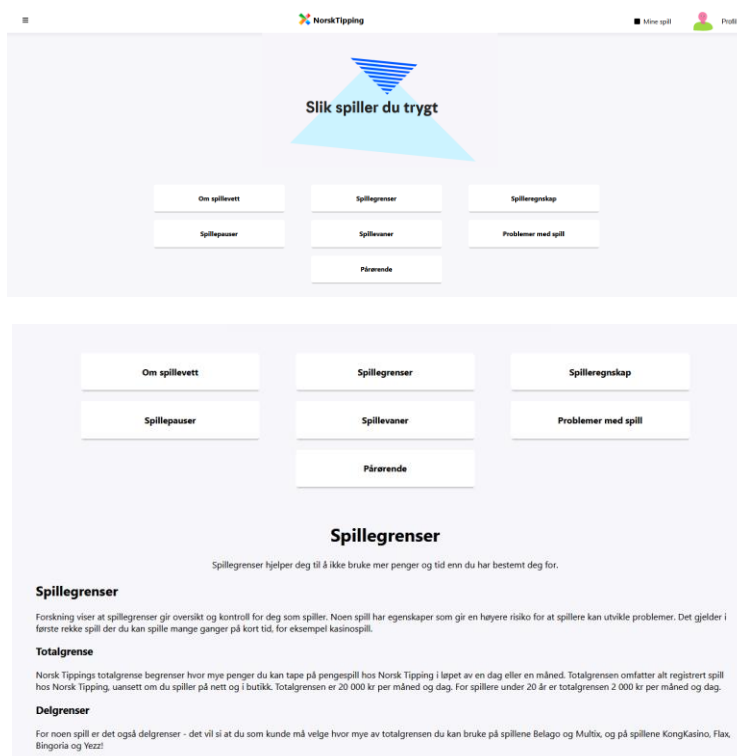 ≡ NorskTipping Mine spill Profil
Slik spiller du trygt
Om spillevett Spillegrenser Spilleregnskap
Spillepauser Spillevaner Problemer med spill
Pårørende
Om spillevett Spillegrenser Spilleregnskap
Spillepauser Spillevaner Problemer med spill
Pårørende
Spillegrenser
Spillegrenser hjelper deg til å ikke bruke mer penger og tid enn du har bestemt deg for.
Spillegrenser
Forskning viser at spillegrenser gir oversikt og kontroll for deg som spiller. Noen spill har egenskaper som gir en høyere risiko for at spillere kan utvikle problemer. Det gjelder i
første rekke spill der du kan spille mange ganger på kort tid, for eksempel kasinospill.
Totalgrense
Norsk Tippings totalgrense begrenser hvor mye penger du kan tape på pengespill hos Norsk Tipping i løpet av en dag eller en måned. Totalgrensen omfatter alt registrert spill
hos Norsk Tipping, uansett om du spiller på nett og i butikk. Totalgrensen er 20 000 kr per måned og dag. For spillere under 20 år er totalgrensen 2 000 kr per måned og dag.
Delgrenser
For noen spill er det også delgrenser - det vil si at du som kunde må velge hvor mye av totalgrensen du kan bruke på spillene Belago og Multix, og på spillene KongKasino, Flax,
Bingoria og Yezz!